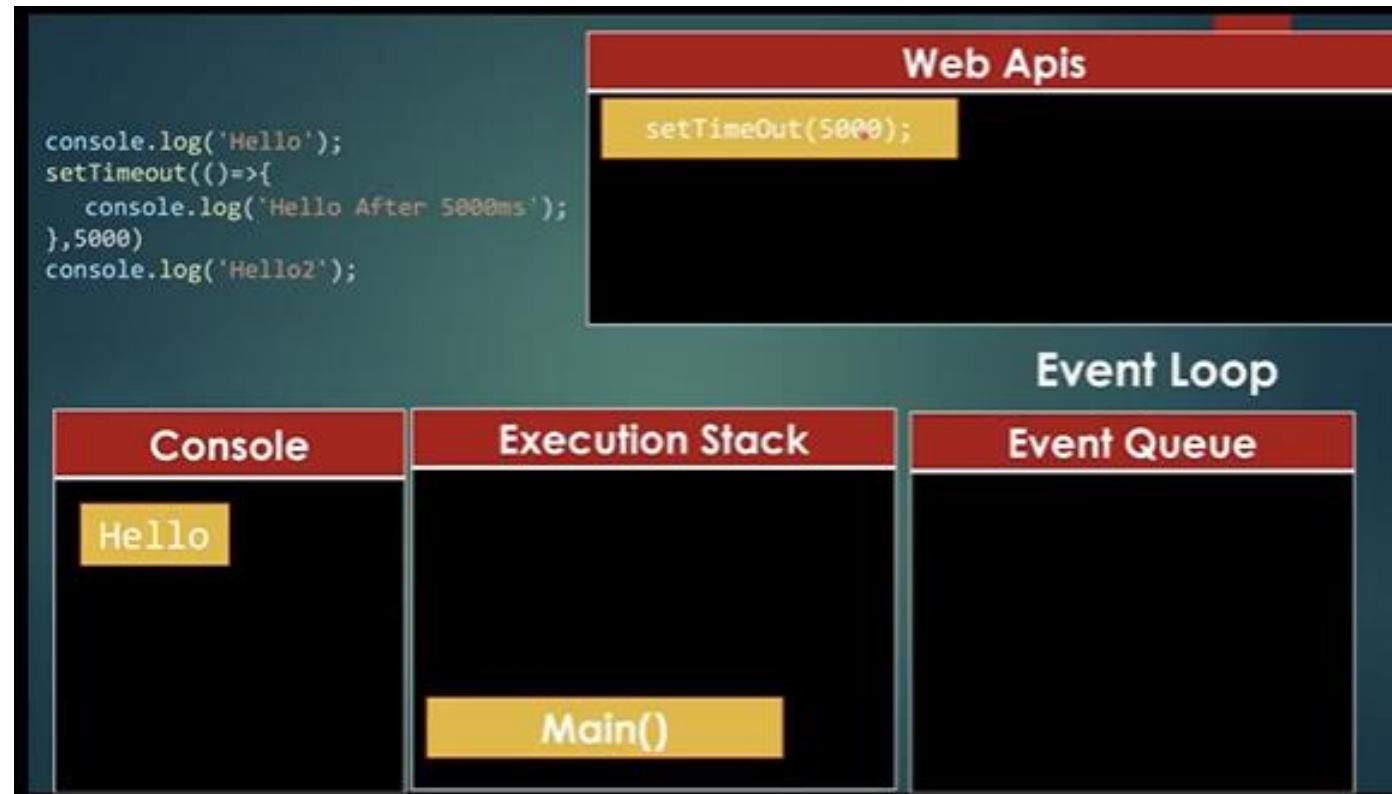 Web Apis
setTimeOut(5000);
console.log('Hello');
setTimeout(()=>{
console.log('Hello After 5000ms');
},5000)
console.log('Hello2');
Event Loop
Console
Execution Stack
Event Queue
Hello
Main()